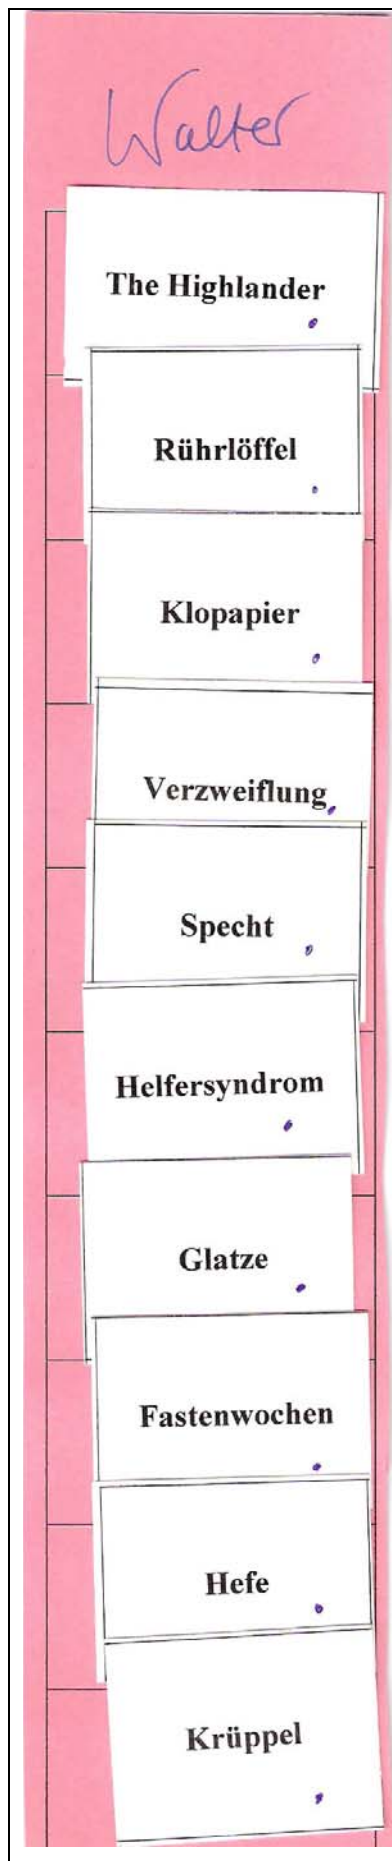 Walter
The Highlander
Rührlöffel
Klopapier
Verzweiflung
Specht
Helfersyndrom
Glatze
Fastenwochen
Hefe
Krüppel